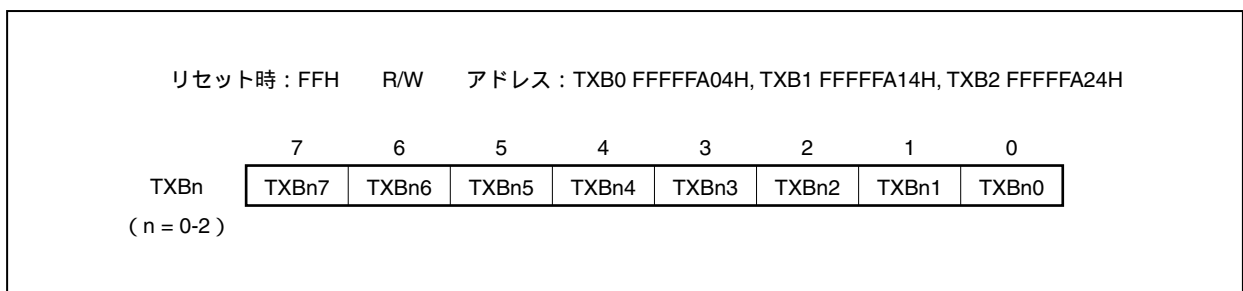 リセット時：FFH R/W アドレス：TXB0 FFFFFA04H, TXB1 FFFFFA14H, TXB2 FFFFFA24H
7 6 5 4 3 2 1 0
TXBn TXBn7 TXBn6 TXBn5 TXBn4 TXBn3 TXBn2 TXBn1 TXBn0
（n = 0-2）